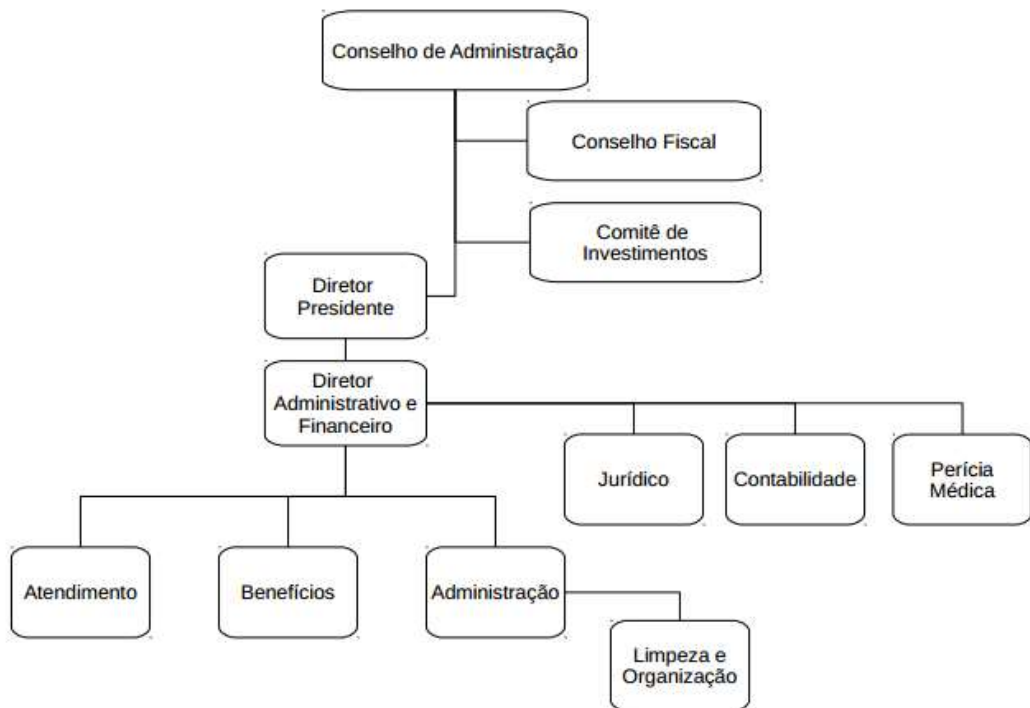 Conselho de Administração
Conselho Fiscal
Comitê de
Investimentos
Diretor
Presidente
Diretor
Administrativo e
Financeiro
Jurídico
Contabilidade
Perícia
Médica
Atendimento
Benefícios
Administração
Limpeza e
Organização